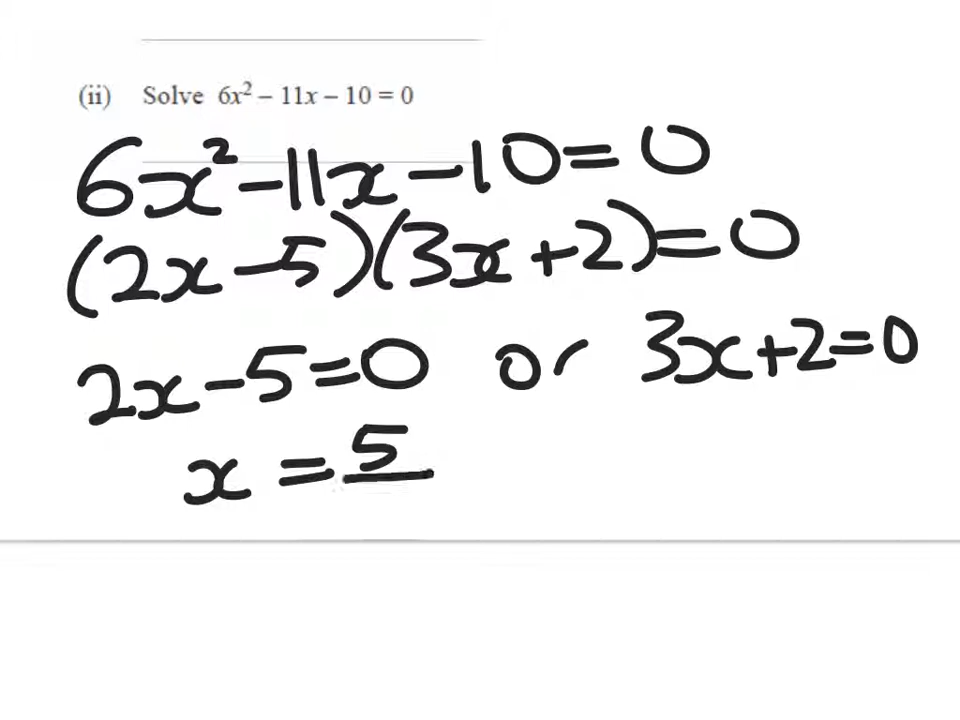 (ii) Solve 6x² – 11x – 10 = 0
6x² - 11x - 10 = 0
(2x - 5)(3x + 2) = 0
2x - 5 = 0 or 3x + 2 = 0
x = 5